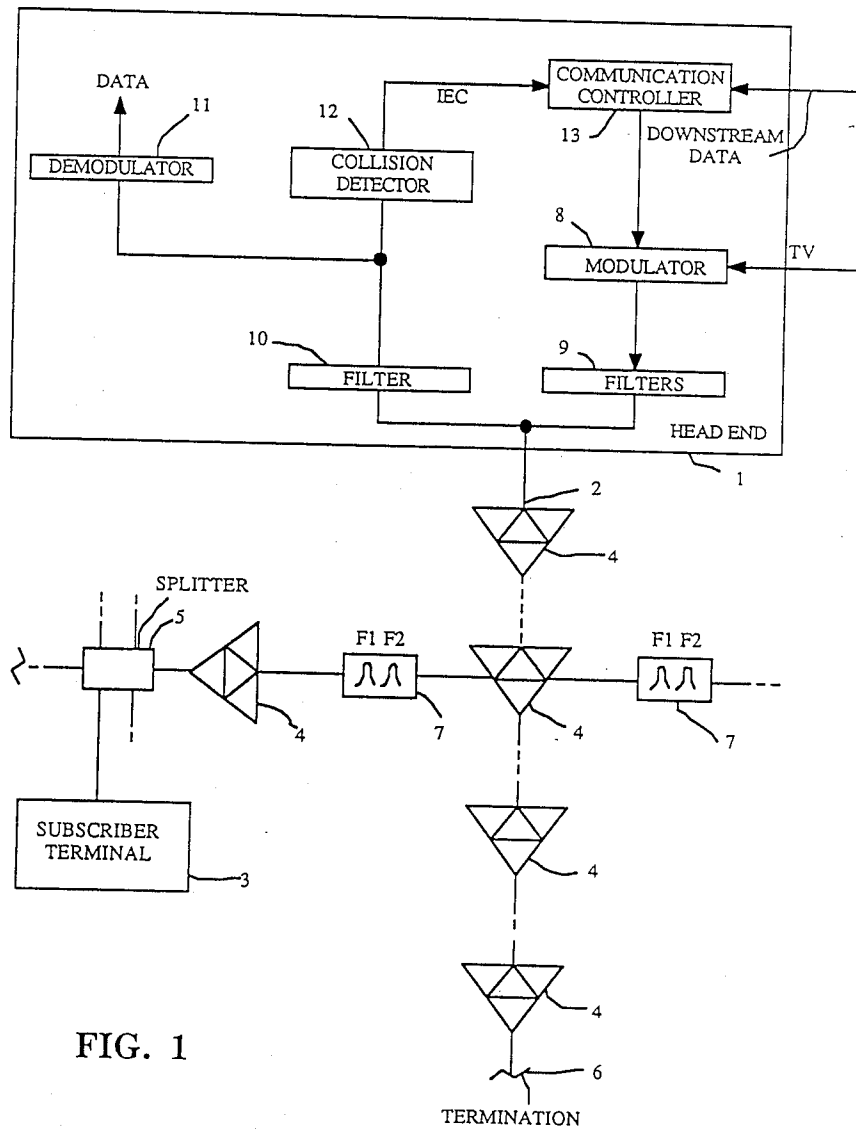 DATA
11
DEMODULATOR
12
COLLISION
DETECTOR
IEC
COMMUNICATION
CONTROLLER
13
DOWNSTREAM
DATA
8
MODULATOR
TV
10
FILTER
9
FILTERS
HEAD END
1
2
4
SPLITTER
5
4
F1 F2
7
4
F1 F2
7
SUBSCRIBER
TERMINAL
3
4
4
6
TERMINATION
FIG. 1